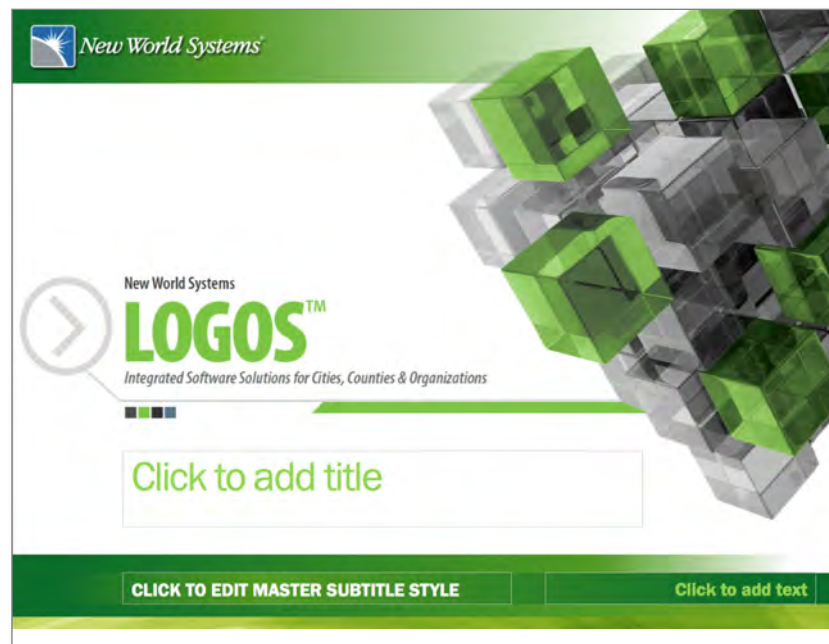 New World Systems®
New World Systems
LOGOS™
Integrated Software Solutions for Cities, Counties & Organizations
Click to add title
CLICK TO EDIT MASTER SUBTITLE STYLE
Click to add text